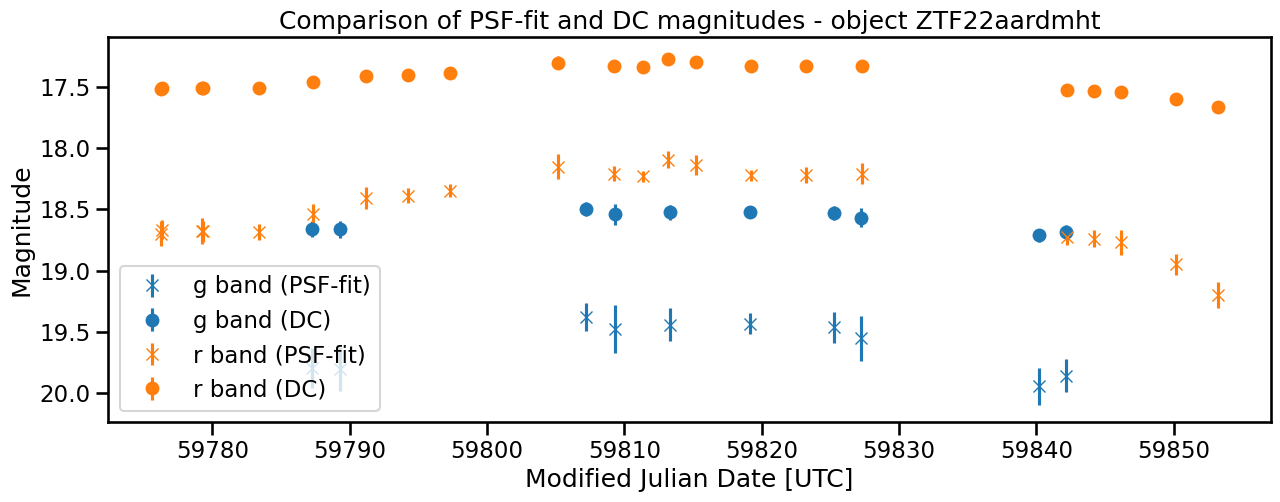 Comparison of PSF-fit and DC magnitudes - object ZTF22aardmht
Magnitude
17.5
18.0
18.5
19.0
19.5
20.0
g band (PSF-fit)
g band (DC)
r band (PSF-fit)
r band (DC)
59780 59790 59800 59810 59820 59830 59840 59850
Modified Julian Date [UTC]